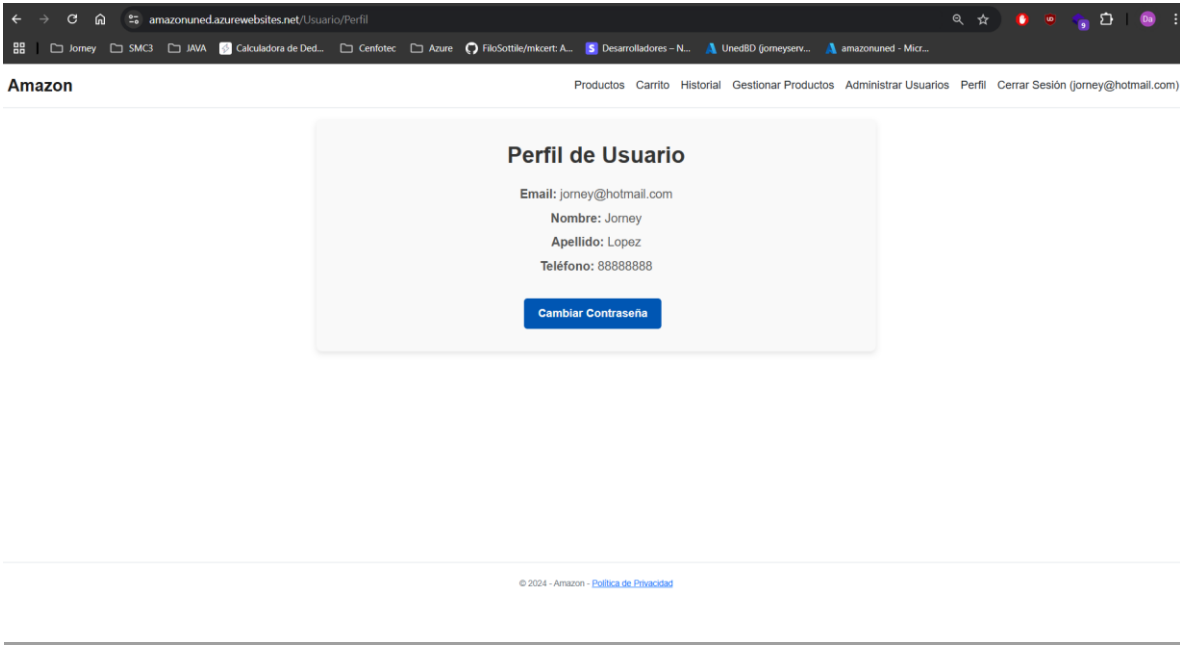 amazonuned.azurewebsites.net/Usuario/Perfil
Jorney SMC3 JAVA Calculadora de Ded... Cenfotec Azure FiloSottile/mkcert: A... S Desarrolladores – N... UnedBD (jorneyserv... amazonuned - Micr...
Amazon Productos Carrito Historial Gestionar Productos Administrar Usuarios Perfil Cerrar Sesión (jorney@hotmail.com)
Perfil de Usuario
Email: jorney@hotmail.com
Nombre: Jorney
Apellido: Lopez
Teléfono: 88888888
Cambiar Contraseña
© 2024 - Amazon - Política de Privacidad